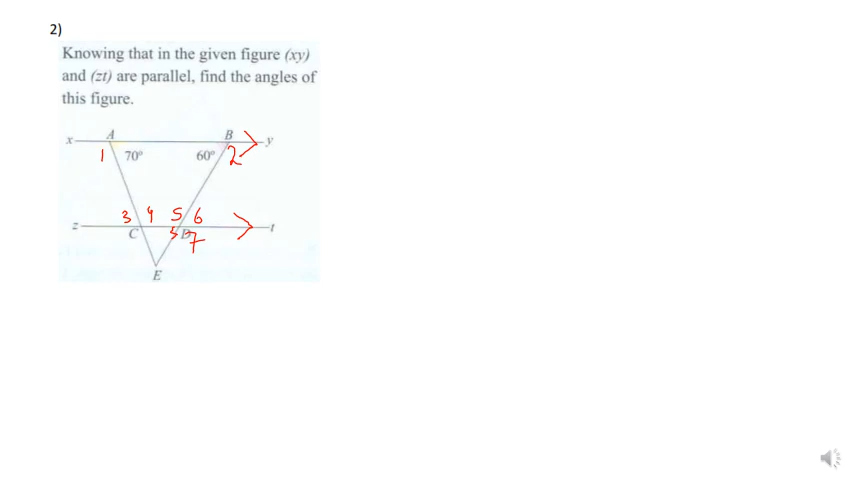 2)
Knowing that in the given figure (xy)
and (zt) are parallel, find the angles of
this figure.
x A B y
1 70° 60° 2
3 4 5 6
z C D t
7
E